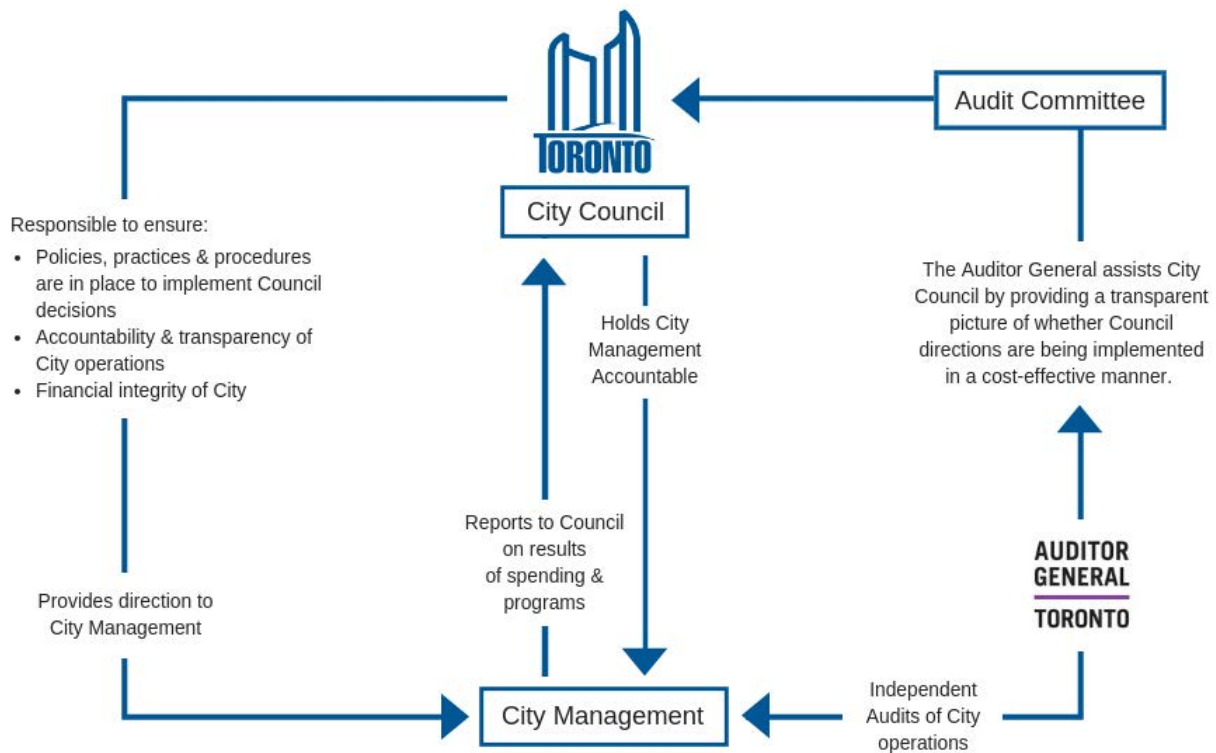 TORONTO
City Council
Audit Committee
Responsible to ensure:
• Policies, practices & procedures
are in place to implement Council
decisions
• Accountability & transparency of
City operations
• Financial integrity of City
Provides direction to
City Management
Holds City
Management
Accountable
Reports to Council
on results
of spending &
programs
City Management
The Auditor General assists City
Council by providing a transparent
picture of whether Council
directions are being implemented
in a cost-effective manner.
AUDITOR
GENERAL
TORONTO
Independent
Audits of City
operations